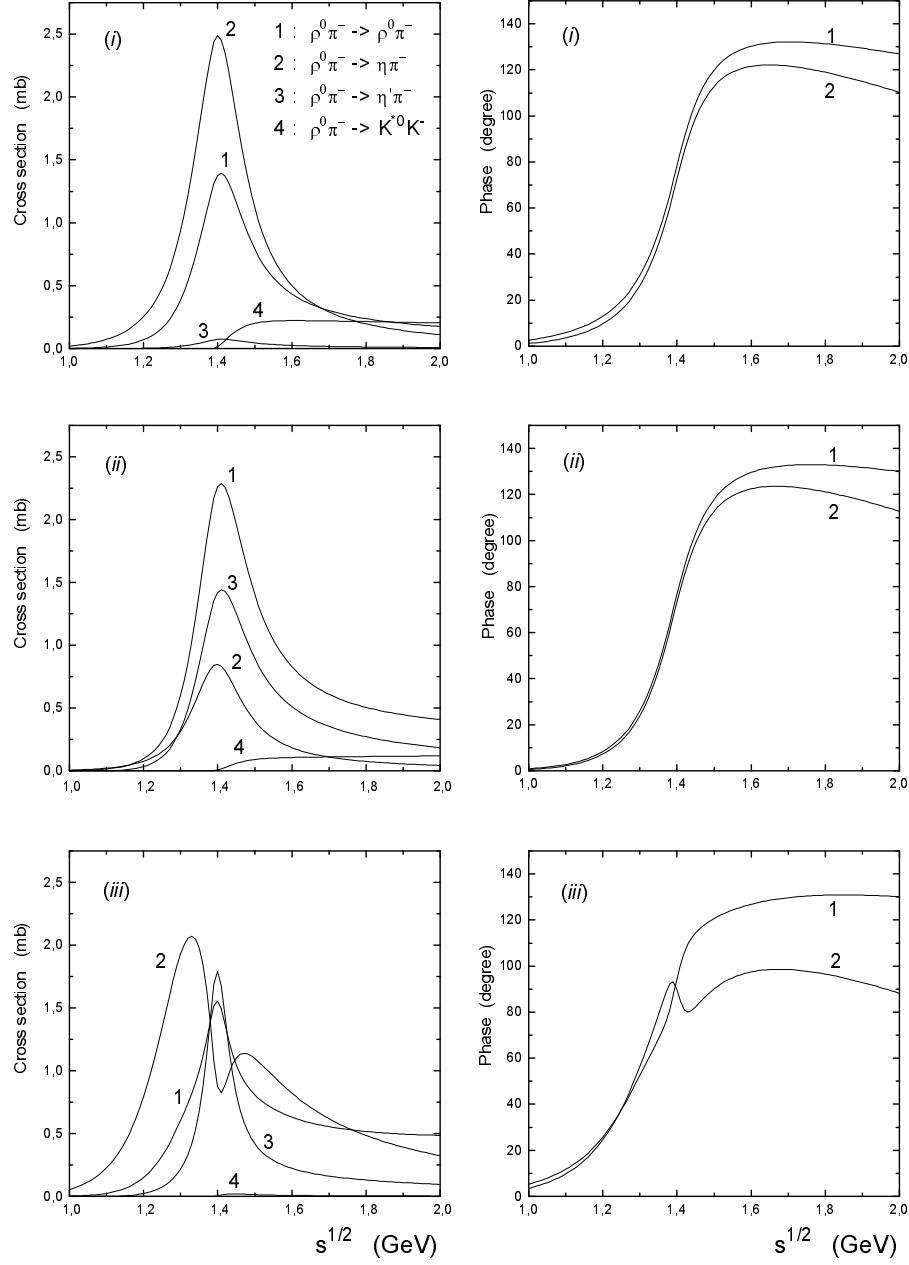 (i)
1 : ρ⁰π⁻ -> ρ⁰π⁻
2 : ρ⁰π⁻ -> ηπ⁻
3 : ρ⁰π⁻ -> η'π⁻
4 : ρ⁰π⁻ -> K*⁰K⁻
2
1
4
3
Cross section (mb)
2,5
2,0
1,5
1,0
0,5
0,0
1,0 1,2 1,4 1,6 1,8 2,0
(i)
1
2
Phase (degree)
140
120
100
80
60
40
20
0
1,0 1,2 1,4 1,6 1,8 2,0
(ii)
1
3
2
4
Cross section (mb)
2,5
2,0
1,5
1,0
0,5
0,0
1,0 1,2 1,4 1,6 1,8 2,0
(ii)
1
2
Phase (degree)
140
120
100
80
60
40
20
0
1,0 1,2 1,4 1,6 1,8 2,0
(iii)
2
1
3
4
Cross section (mb)
2,5
2,0
1,5
1,0
0,5
0,0
1,0 1,2 1,4 1,6 1,8 2,0
s^1/2 (GeV)
(iii)
1
2
Phase (degree)
140
120
100
80
60
40
20
0
1,0 1,2 1,4 1,6 1,8 2,0
s^1/2 (GeV)